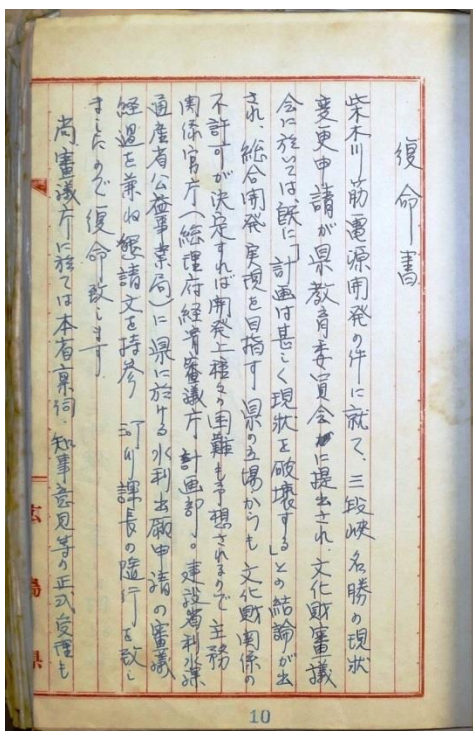 復命書
柴木川筋電源開発の件に就て、三段峡名勝の現状
変更申請が県教育委員会に提出され、文化財審議
会に於いては、既に「計画は甚しく現状を破壊する」との結論が出
され、総合開発実現を目指す県の立場からも文化財関係の
不許可が決定すれば開発上種々の困難も予想されるので主務
関係官庁(総理府経済審議庁計画部。建設省利水課
通産省公益事業局)に県に於ける水利出願申請の審議
経過を兼ね懇請文を持参 河川課長の随行を致し
ましたので復命致します
尚審議庁に於ては本省稟伺、知事意見等の正式受理も
広島県
10